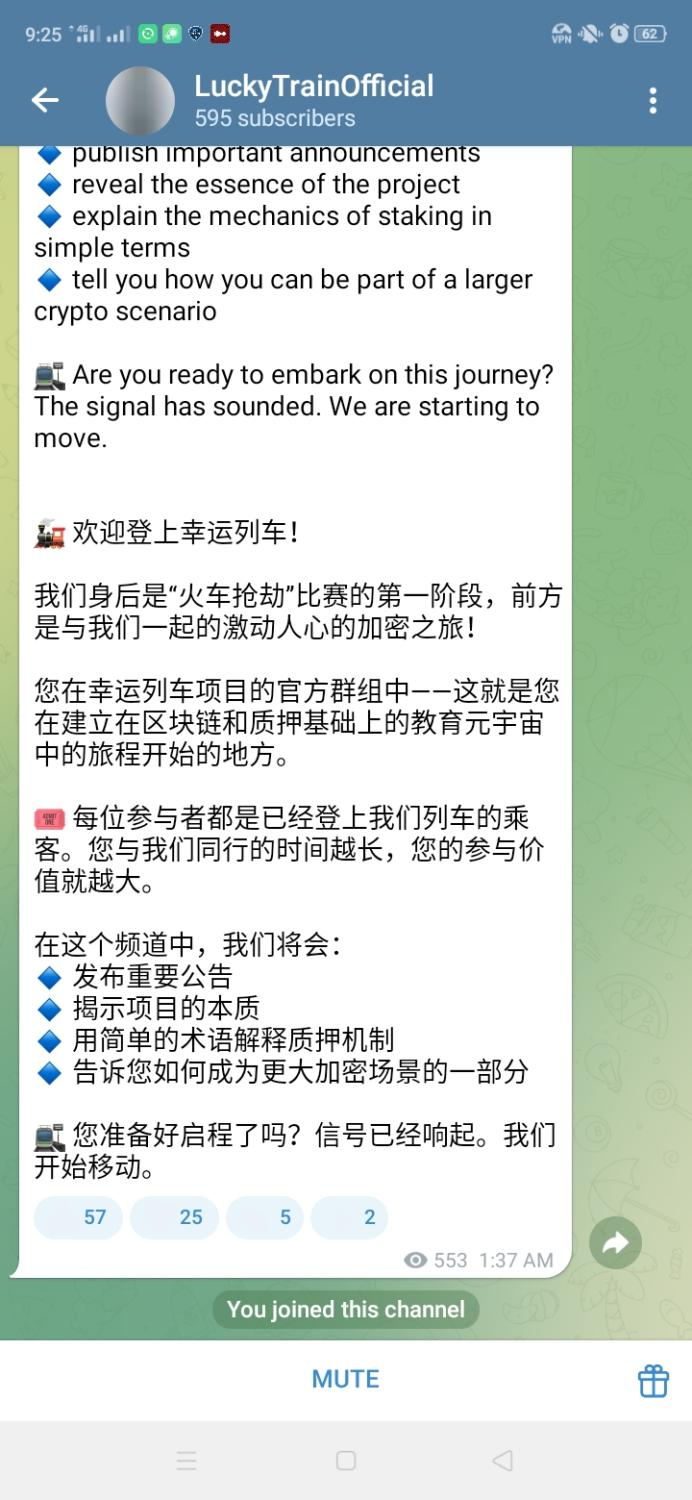 9:25
4G
VPN
62
LuckyTrainOfficial
595 subscribers
🔷 publish important announcements
🔷 reveal the essence of the project
🔷 explain the mechanics of staking in
simple terms
🔷 tell you how you can be part of a larger
crypto scenario
🚉 Are you ready to embark on this journey?
The signal has sounded. We are starting to
move.
🚂 欢迎登上幸运列车！
我们身后是“火车抢劫”比赛的第一阶段，前方
是与我们一起的激动人心的加密之旅！
您在幸运列车项目的官方群组中——这就是您
在建立在区块链和质押基础上的教育元宇宙
中的旅程开始的地方。
🎟 每位参与者都是已经登上我们列车的乘
客。您与我们同行的时间越长，您的参与价
值就越大。
在这个频道中，我们将会：
🔷 发布重要公告
🔷 揭示项目的本质
🔷 用简单的术语解释质押机制
🔷 告诉您如何成为更大加密场景的一部分
🚉 您准备好启程了吗？信号已经响起。我们
开始移动。
57 25 5 2
553 1:37 AM
You joined this channel
MUTE